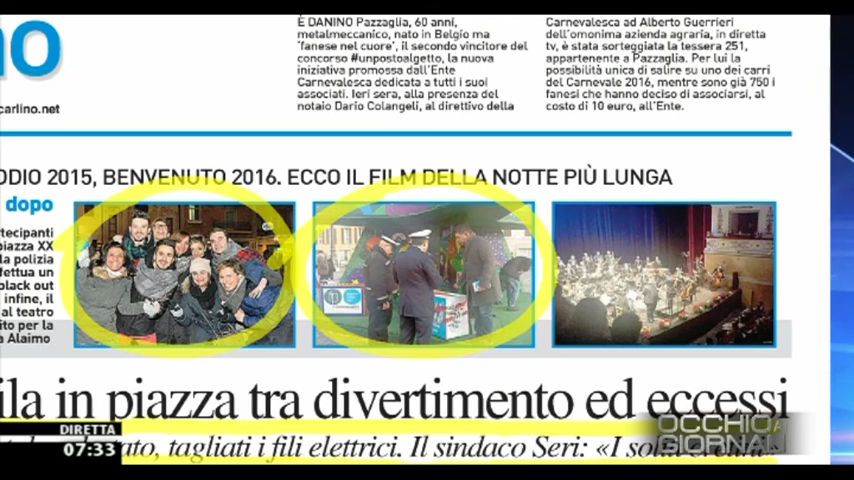 no
carlino.net
È DANINO Pazzaglia, 60 anni,
metalmeccanico, nato in Belgio ma
'fanese nel cuore', il secondo vincitore del
concorso #unpostoalgetto, la nuova
iniziativa promossa dall'Ente
Carnevalesca dedicata a tutti i suoi
associati. Ieri sera, alla presenza del
notaio Dario Colangeli, al direttivo della
Carnevalesca ad Alberto Guerrieri
dell'omonima azienda agraria, in diretta
tv, è stata sorteggiata la tessera 251,
appartenente a Pazzaglia. Per lui la
possibilità unica di salire su uno dei carri
del Carnevale 2016, mentre sono già 750 i
fanesi che hanno deciso di associarsi, al
costo di 10 euro, all'Ente.
ODIO 2015, BENVENUTO 2016. ECCO IL FILM DELLA NOTTE PIÙ LUNGA
dopo
rtecipanti
piazza XX
la polizia
ffettua un
black out
infine, il
al teatro
ito per la
a Alaimo
ila in piazza tra divertimento ed eccessi
tato, tagliati i fili elettrici. Il sindaco Seri: «I
DIRETTA
07:33
OCCHIO AI
GIORNALI